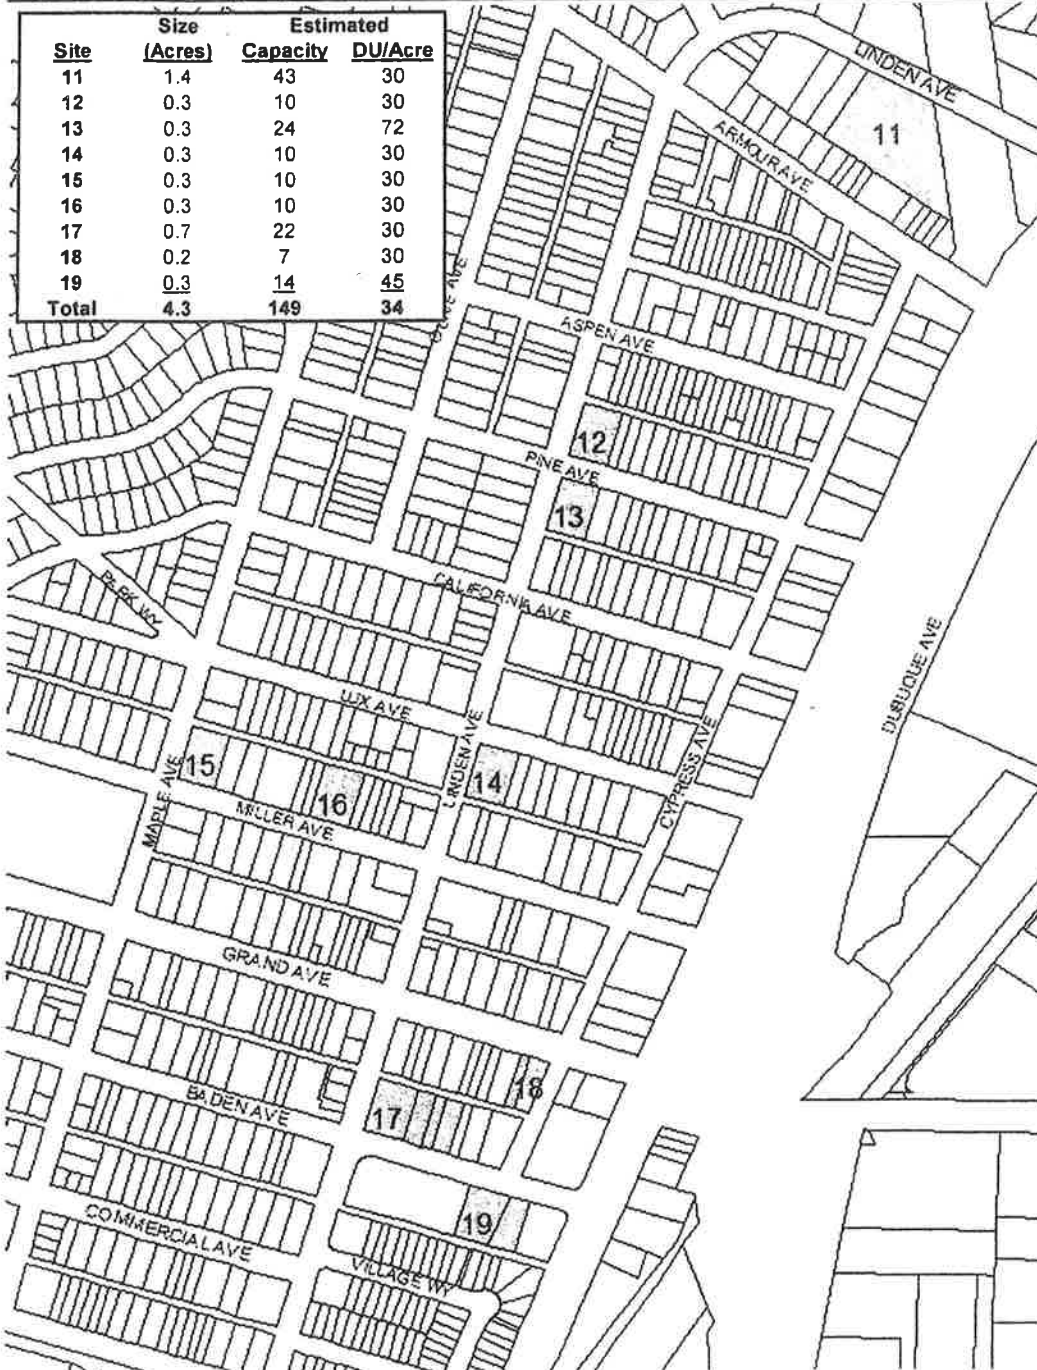 Size Estimated
Site (Acres) Capacity DU/Acre
11 1.4 43 30
12 0.3 10 30
13 0.3 24 72
14 0.3 10 30
15 0.3 10 30
16 0.3 10 30
17 0.7 22 30
18 0.2 7 30
19 0.3 14 45
Total 4.3 149 34
LINDEN AVE
11
ARMOUR AVE
ASPEN AVE
12
PINE AVE
13
CALIFORNIA AVE
PARK WY
DUBUQUE AVE
LUX AVE
LINDEN AVE
CYPRESS AVE
MAPLE AVE
15
14
16
MILLER AVE
GRAND AVE
18
BADEN AVE
17
19
COMMERCIAL AVE
VILLAGE WY